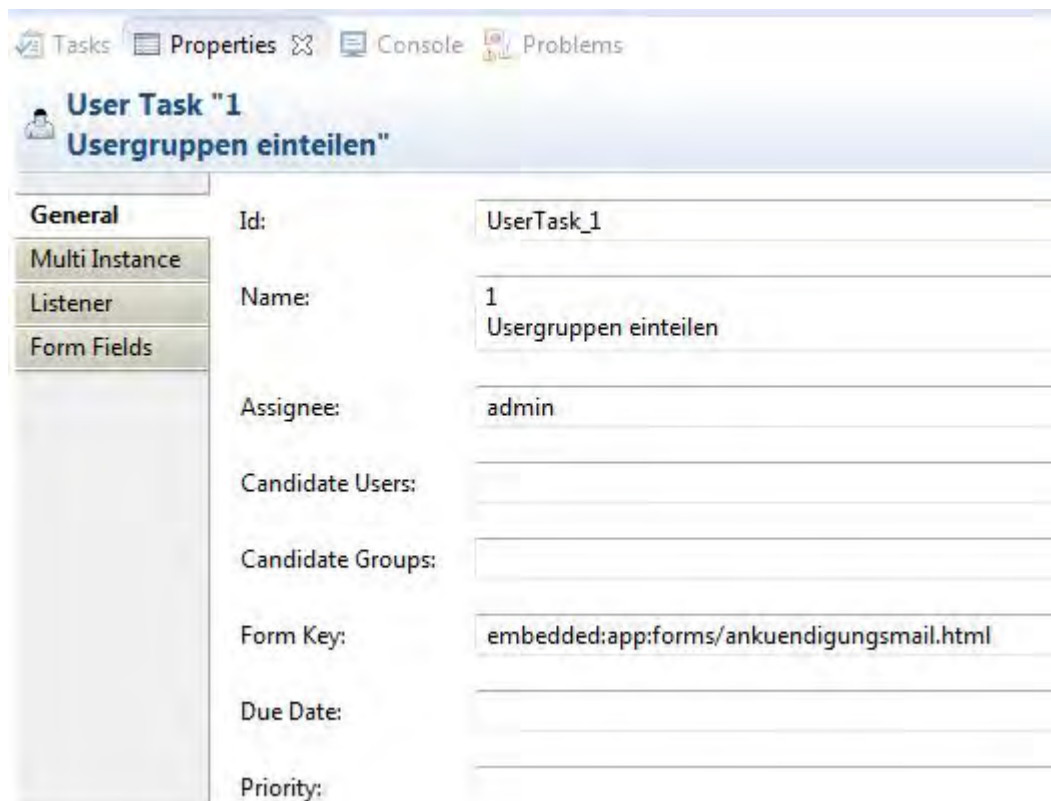 Tasks Properties Console Problems
User Task "1
Usergruppen einteilen"
General
Multi Instance
Listener
Form Fields
Id: UserTask_1
Name: 1
Usergruppen einteilen
Assignee: admin
Candidate Users:
Candidate Groups:
Form Key: embedded:app:forms/ankuendigungsmail.html
Due Date:
Priority: